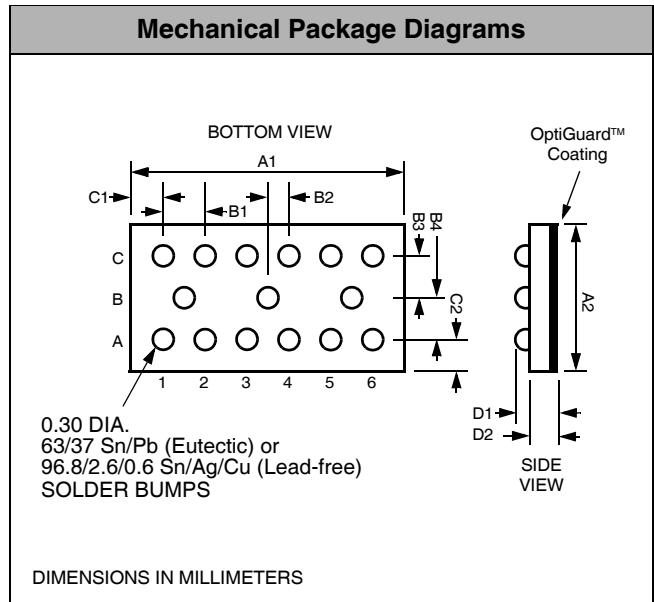 Mechanical Package Diagrams
BOTTOM VIEW
OptiGuard™
Coating
A1
C1
B1
B2
B3
B4
C
B
A
C2
A2
1 2 3 4 5 6
D1
D2
SIDE
VIEW
0.30 DIA.
63/37 Sn/Pb (Eutectic) or
96.8/2.6/0.6 Sn/Ag/Cu (Lead-free)
SOLDER BUMPS
DIMENSIONS IN MILLIMETERS